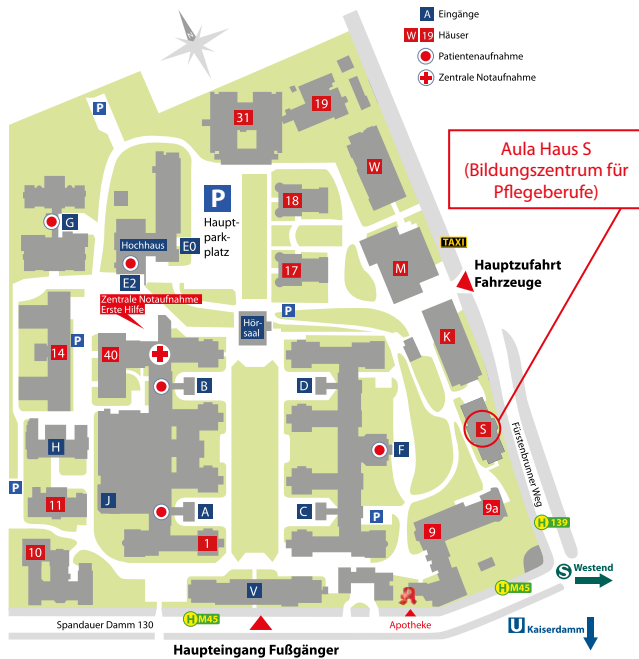 A Eingänge
W 19 Häuser
Patientenaufnahme
Zentrale Notaufnahme
P
31
19
W
Aula Haus S
(Bildungszentrum für
Pflegeberufe)
18
P
Haupt-
park-
platz
G
Hochhaus
E0
E2
TAXI
17
M
Hauptzufahrt
Fahrzeuge
Zentrale Notaufnahme
Erste Hilfe
P
Hör-
saal
K
14
P
40
B
D
S
Fürstenbrunner Weg
H
F
P
11
J
A
C
P
9
9a
H 139
10
1
V
Apotheke
H M45
S Westend
H M45
Spandauer Damm 130
U Kaiserdamm
Haupteingang Fußgänger